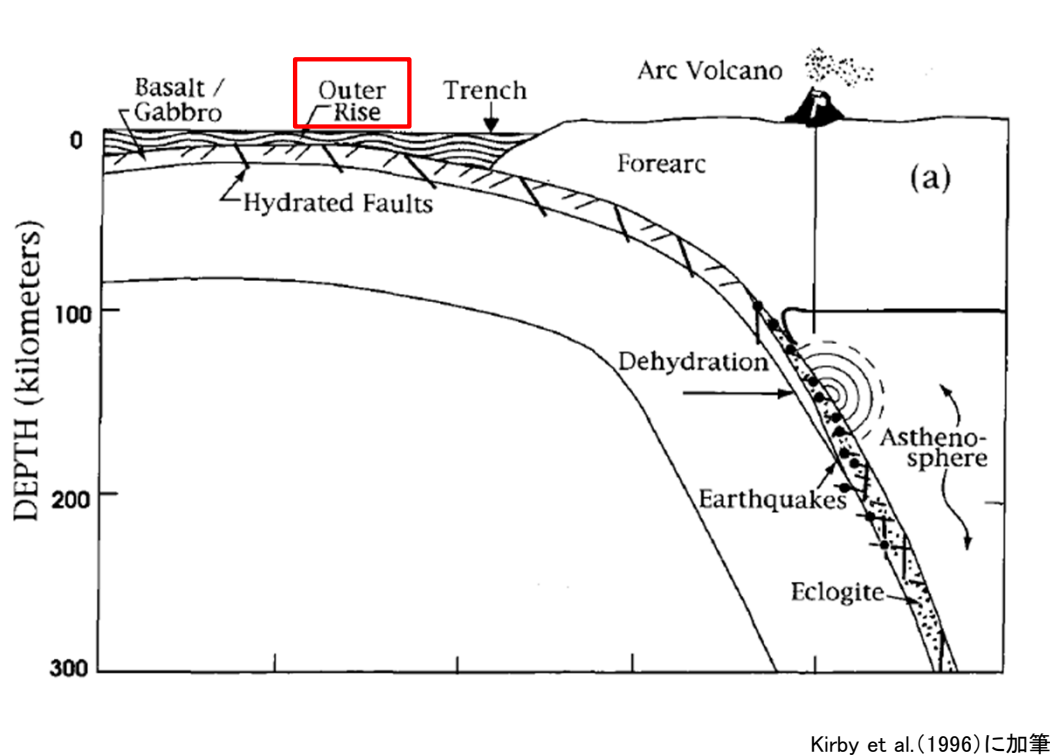 Arc Volcano
Basalt /
Gabbro
Outer
Rise
Trench
0
Forearc
(a)
Hydrated Faults
DEPTH (kilometers)
100
Dehydration
Astheno-
sphere
200
Earthquakes
Eclogite
300
Kirby et al.(1996)に加筆